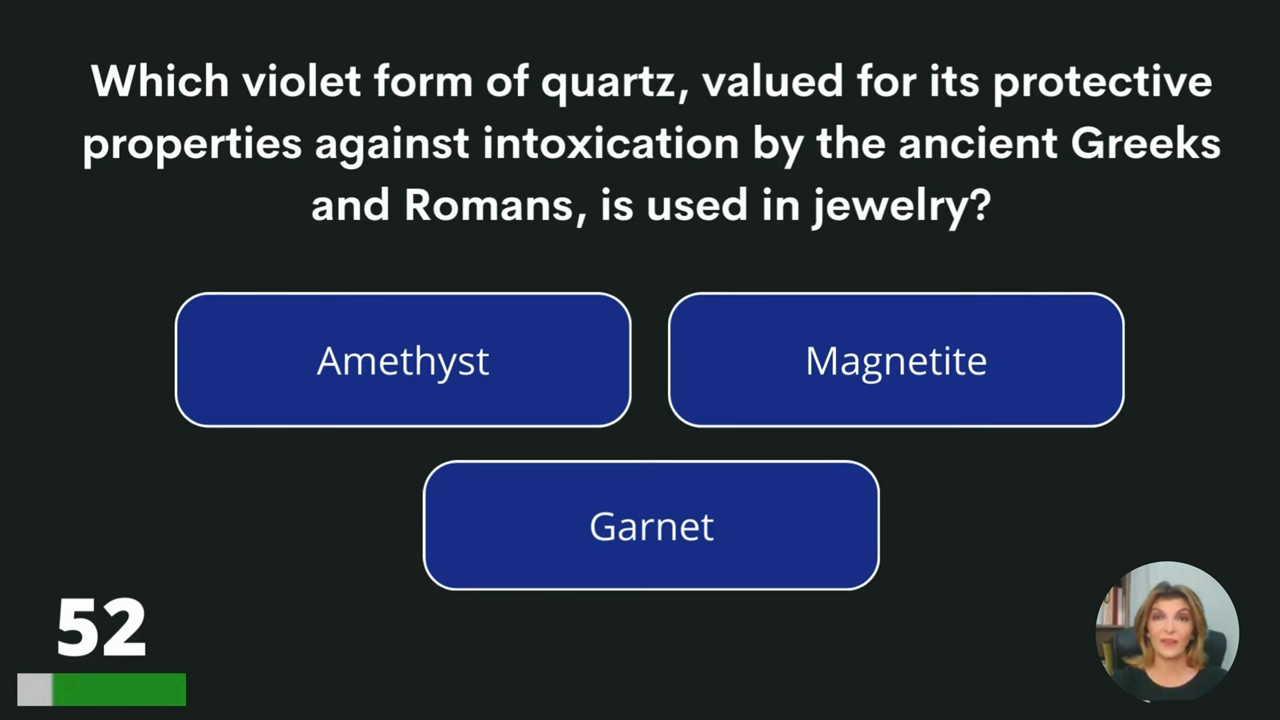 Which violet form of quartz, valued for its protective
properties against intoxication by the ancient Greeks
and Romans, is used in jewelry?
Amethyst
Magnetite
Garnet
52